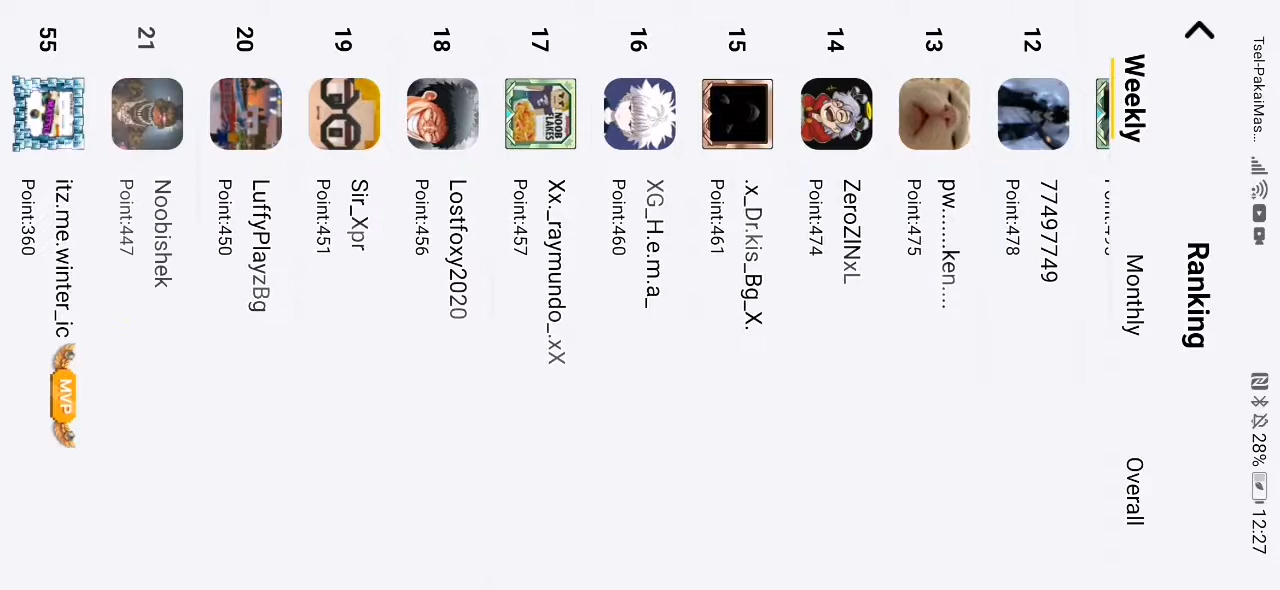 Tsel-PakaiMas...
28%
12:27
Ranking
Weekly
Monthly
Overall
12
77497749
Point:478
13
pw.......ken....
Point:475
14
ZeroZINxL
Point:474
15
.x_Dr.kis_Bg_X.
Point:461
16
XG_H.e.m.a_
Point:460
17
NOOB FLAKES
Xx._raymundo_.xX
Point:457
18
Lostfoxy2020
Point:456
19
Sir_Xpr
Point:451
20
LuffyPlayzBg
Point:450
21
Noobishek
Point:447
55
itz.me.winter_ic
MVP
Point:360